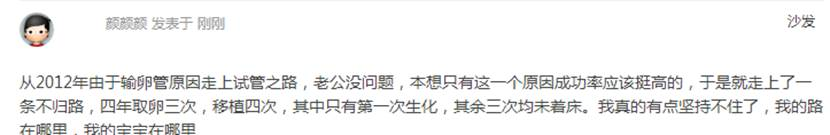 颜颜颜 发表于 刚刚
沙发
从2012年由于输卵管原因走上试管之路，老公没问题，本想只有这一个原因成功率应该挺高的，于是就走上了一
条不归路，四年取卵三次，移植四次，其中只有第一次生化，其余三次均未着床。我真的有点坚持不住了，我的路
在哪里，我的宝宝在哪里